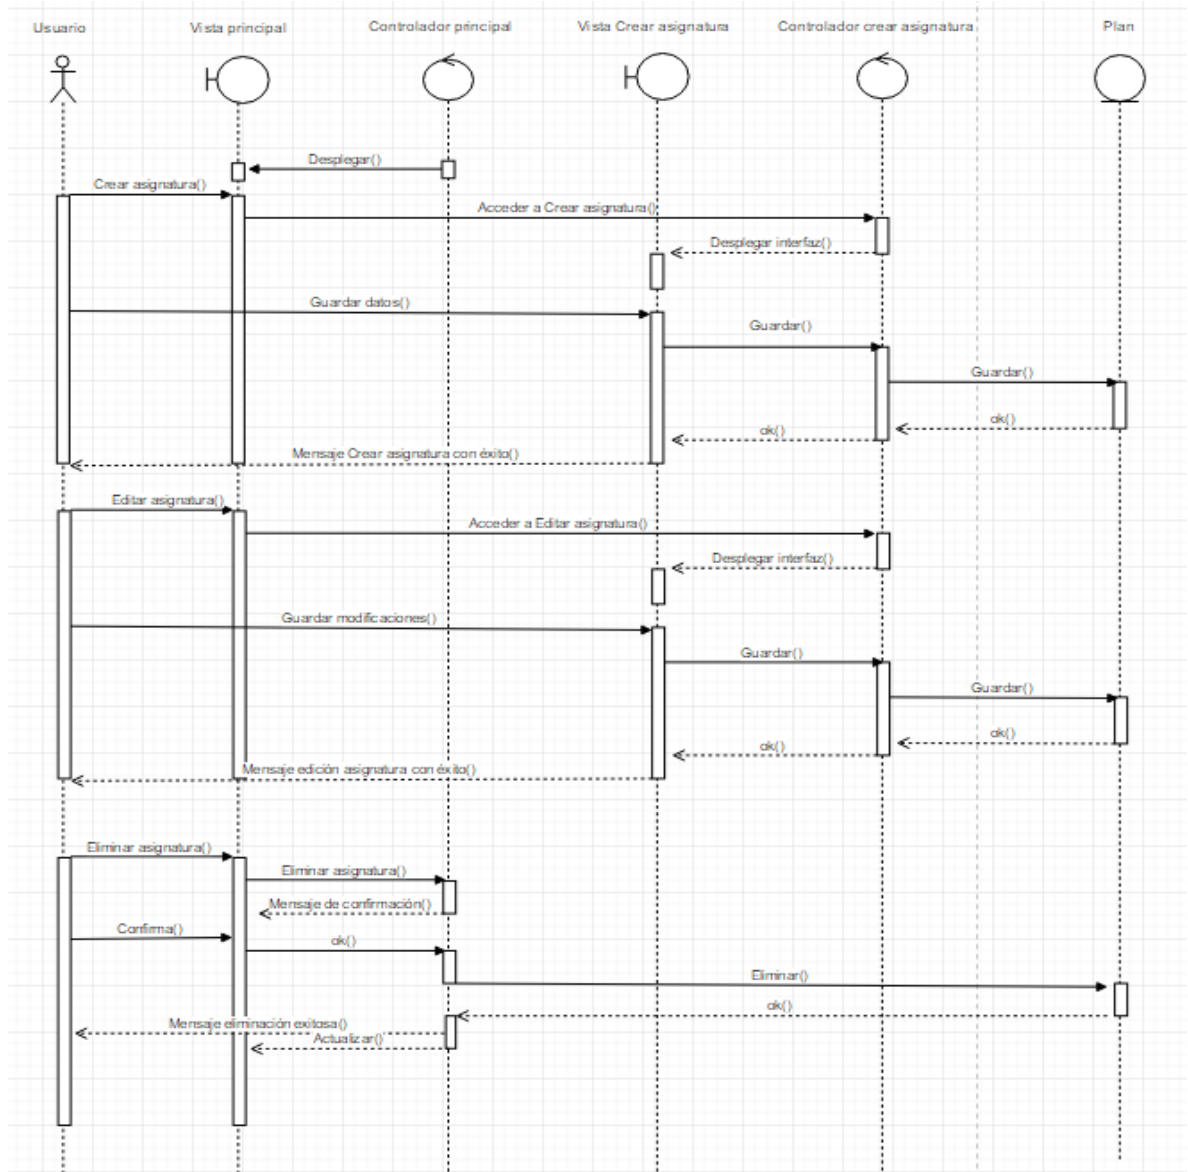 Usuario
Vista principal
Controlador principal
Vista Crear asignatura
Controlador crear asignatura
Plan
Desplegar()
Crear asignatura()
Acceder a Crear asignatura()
Desplegar interfaz()
Guardar datos()
Guardar()
Guardar()
ok()
ok()
Mensaje Crear asignatura con éxito()
Editar asignatura()
Acceder a Editar asignatura()
Desplegar interfaz()
Guardar modificaciones()
Guardar()
Guardar()
ok()
ok()
Mensaje edición asignatura con éxito()
Eliminar asignatura()
Eliminar asignatura()
Mensaje de confirmación()
Confirma()
ok()
Eliminar()
ok()
Mensaje eliminación exitosa()
Actualizar()